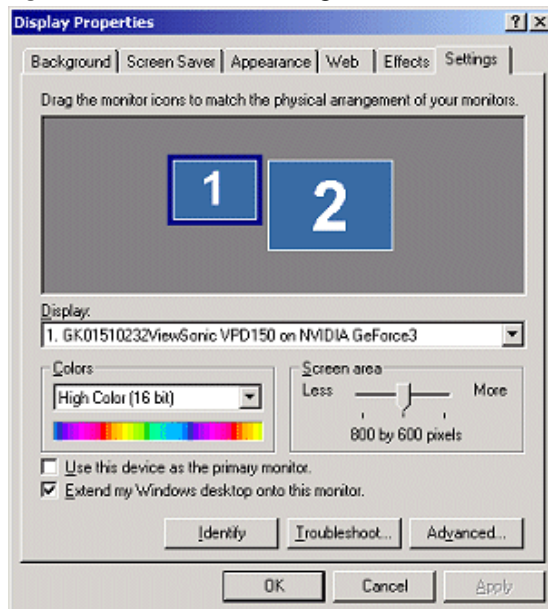 Display Properties
Background Screen Saver Appearance Web Effects Settings
Drag the monitor icons to match the physical arrangement of your monitors.
1 2
Display:
1. GK01510232ViewSonic VPD150 on NVIDIA GeForce3
Colors Screen area
High Color (16 bit) Less More
800 by 600 pixels
Use this device as the primary monitor.
Extend my Windows desktop onto this monitor.
Identify Troubleshoot... Advanced...
OK Cancel Apply